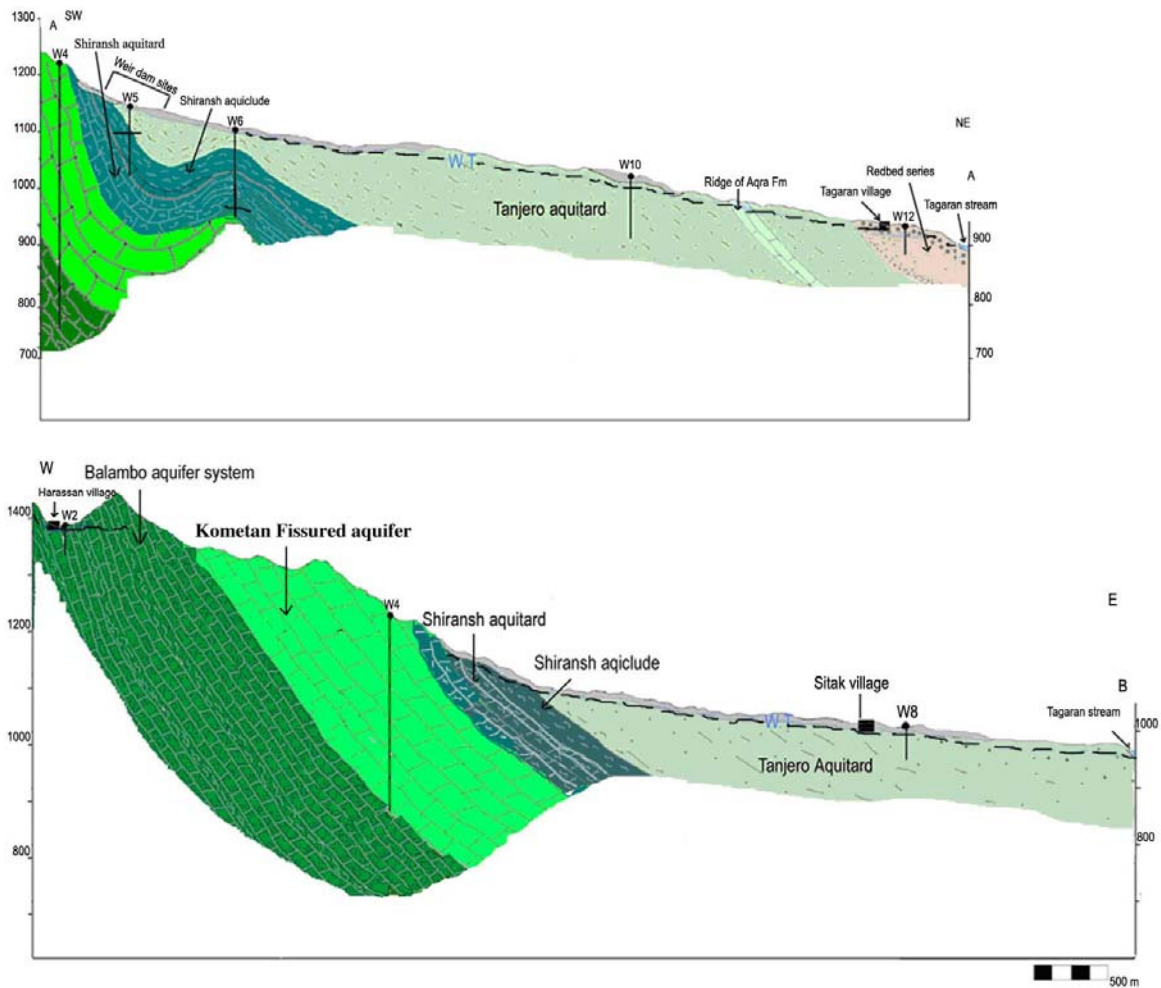 1300
A
SW
W4
Shiransh aquitard
Weir dam sites
1200
W5
Shiransh aquiclude
1100
W6
NE
W.T
W10
Redbed series
A
1000
Ridge of Aqra Fm
Tagaran village
Tagaran stream
Tanjero aquitard
W12
900
900
800
800
700
700
W
Balambo aquifer system
Harassan village
1400
W2
Kometan Fissured aquifer
W4
Shiransh aquitard
E
1200
Shiransh aqiclude
Sitak village
B
W8
Tagaran stream
W.T
1000
1000
Tanjero Aquitard
800
800
500 m